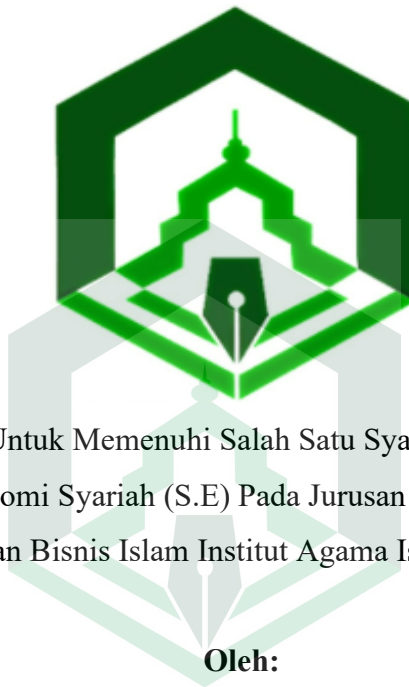 Untuk Memenuhi Salah Satu Sya
omi Syariah (S.E) Pada Jurusan
an Bisnis Islam Institut Agama Is
Oleh: